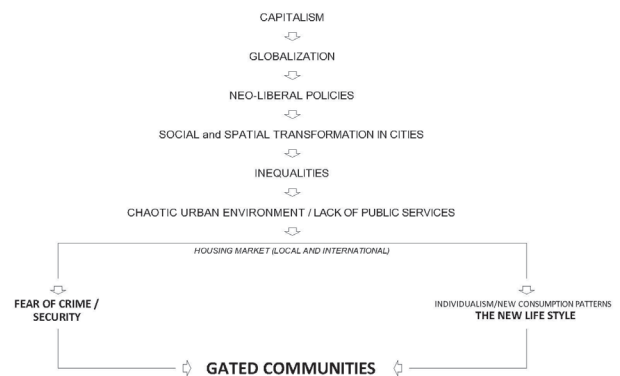 CAPITALISM
GLOBALIZATION
NEO-LIBERAL POLICIES
SOCIAL and SPATIAL TRANSFORMATION IN CITIES
INEQUALITIES
CHAOTIC URBAN ENVIRONMENT / LACK OF PUBLIC SERVICES
HOUSING MARKET (LOCAL AND INTERNATIONAL)
FEAR OF CRIME /
SECURITY
INDIVIDUALISM/NEW CONSUMPTION PATTERNS
THE NEW LIFE STYLE
GATED COMMUNITIES